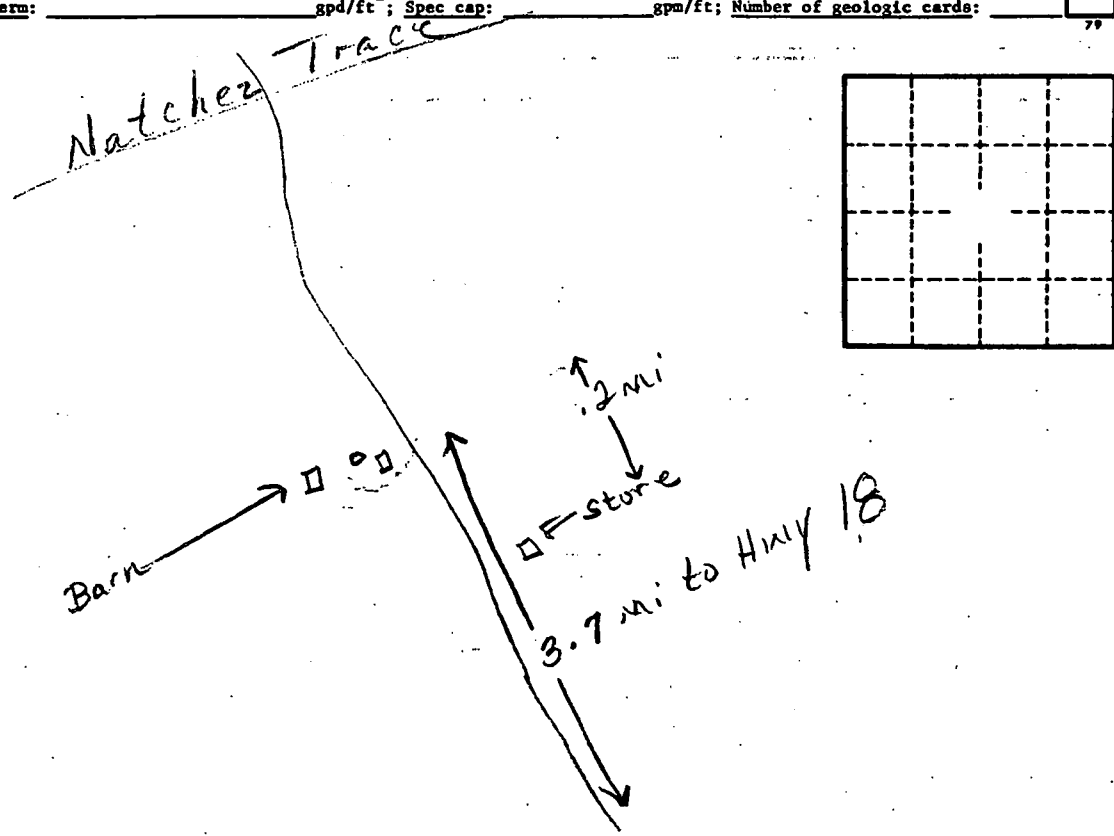 erm: gpd/ft²; Spec cap: gpm/ft; Number of geologic cards:
79
Natchez Trace
.2 mi
store
Barn
3.7 mi to Hwy 18